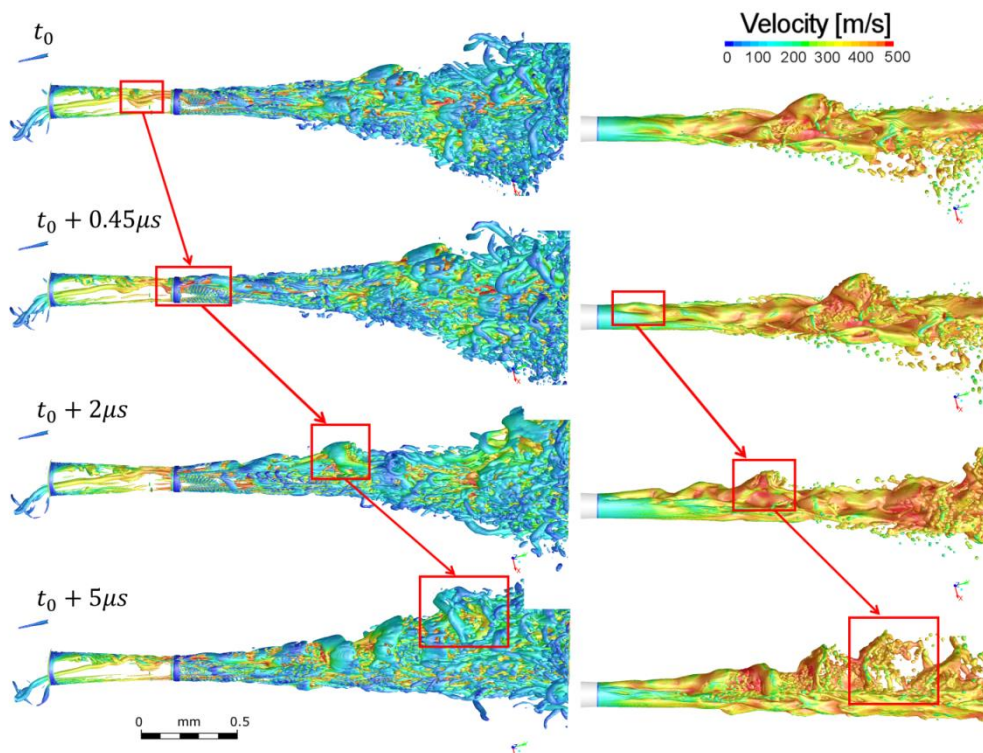 t₀
Velocity [m/s]
0 100 200 300 400 500
t₀ + 0.45μs
t₀ + 2μs
t₀ + 5μs
0 mm 0.5